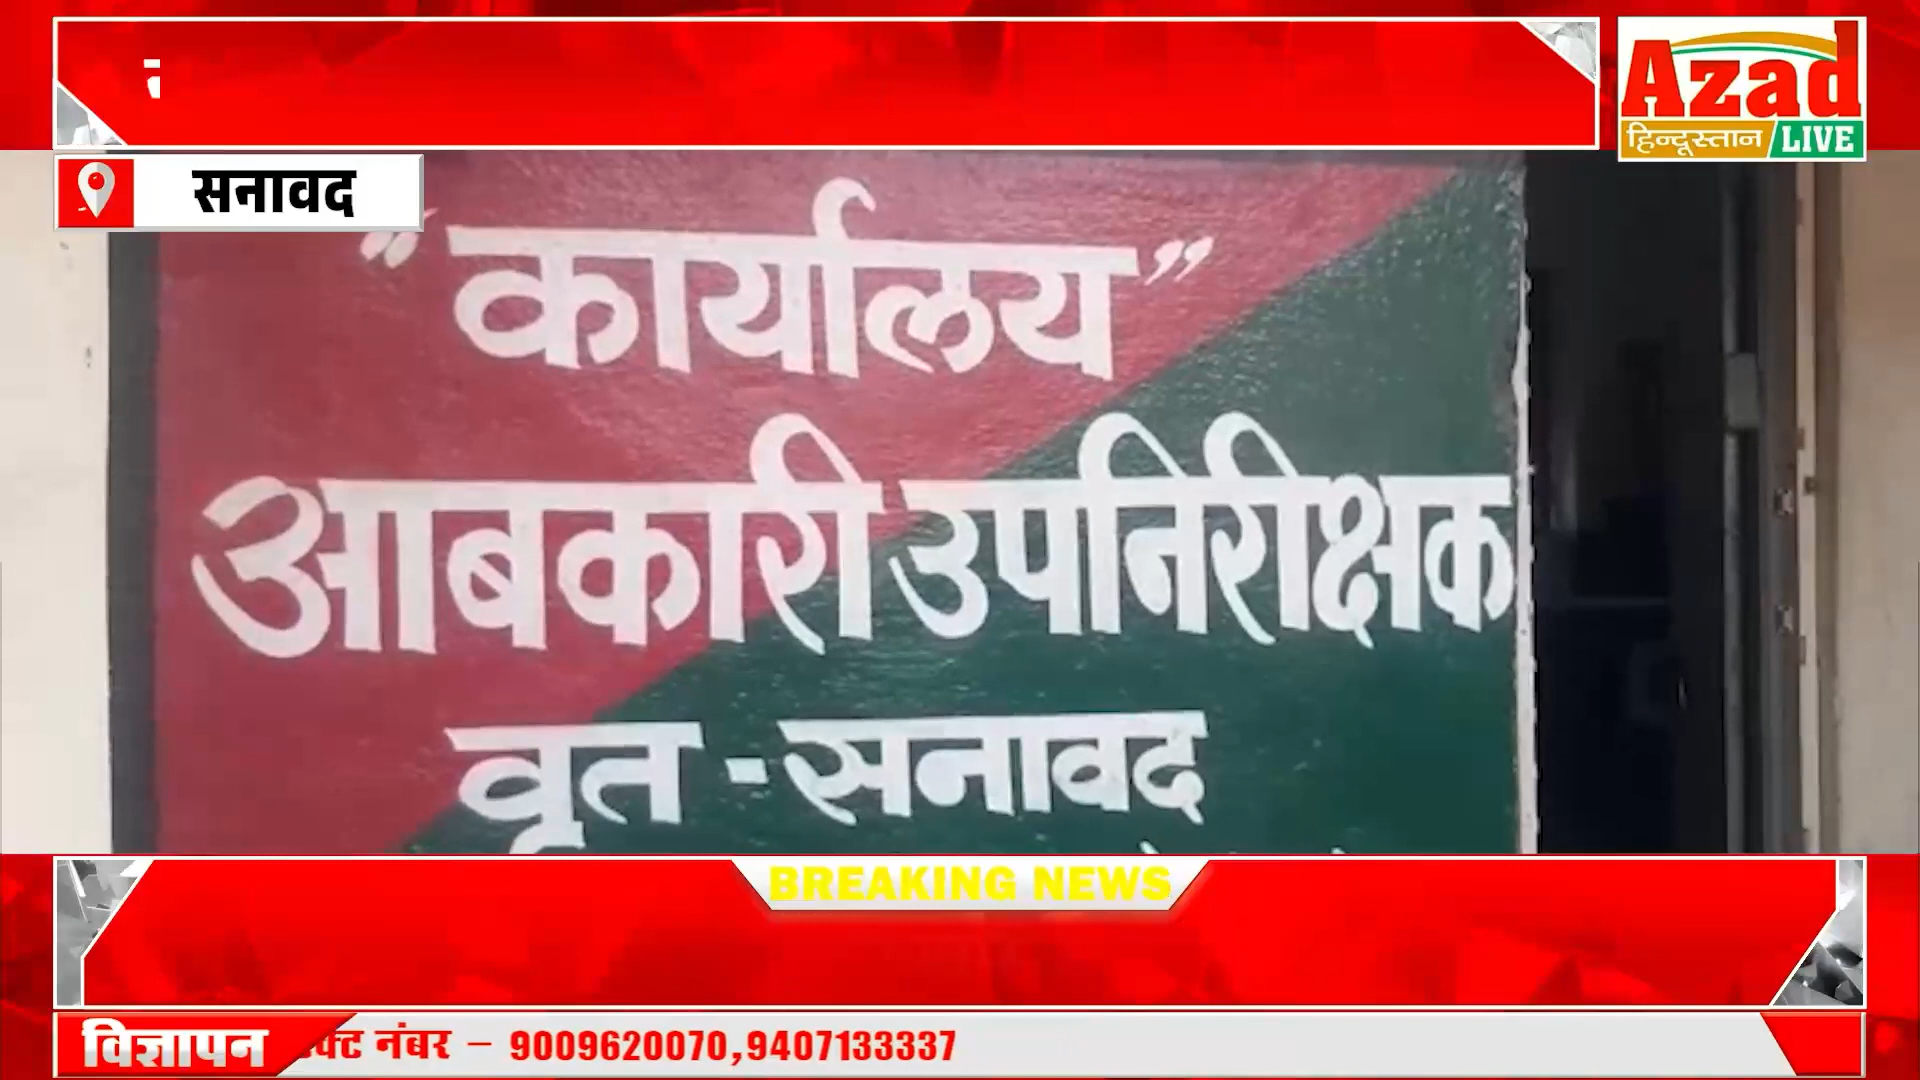 Azad
हिन्दूस्तान LIVE
सनावद
"कार्यालय"
आबकारी उपनिरीक्षक
वृत - सनावद
BREAKING NEWS
विज्ञापन नंबर – 9009620070,9407133337